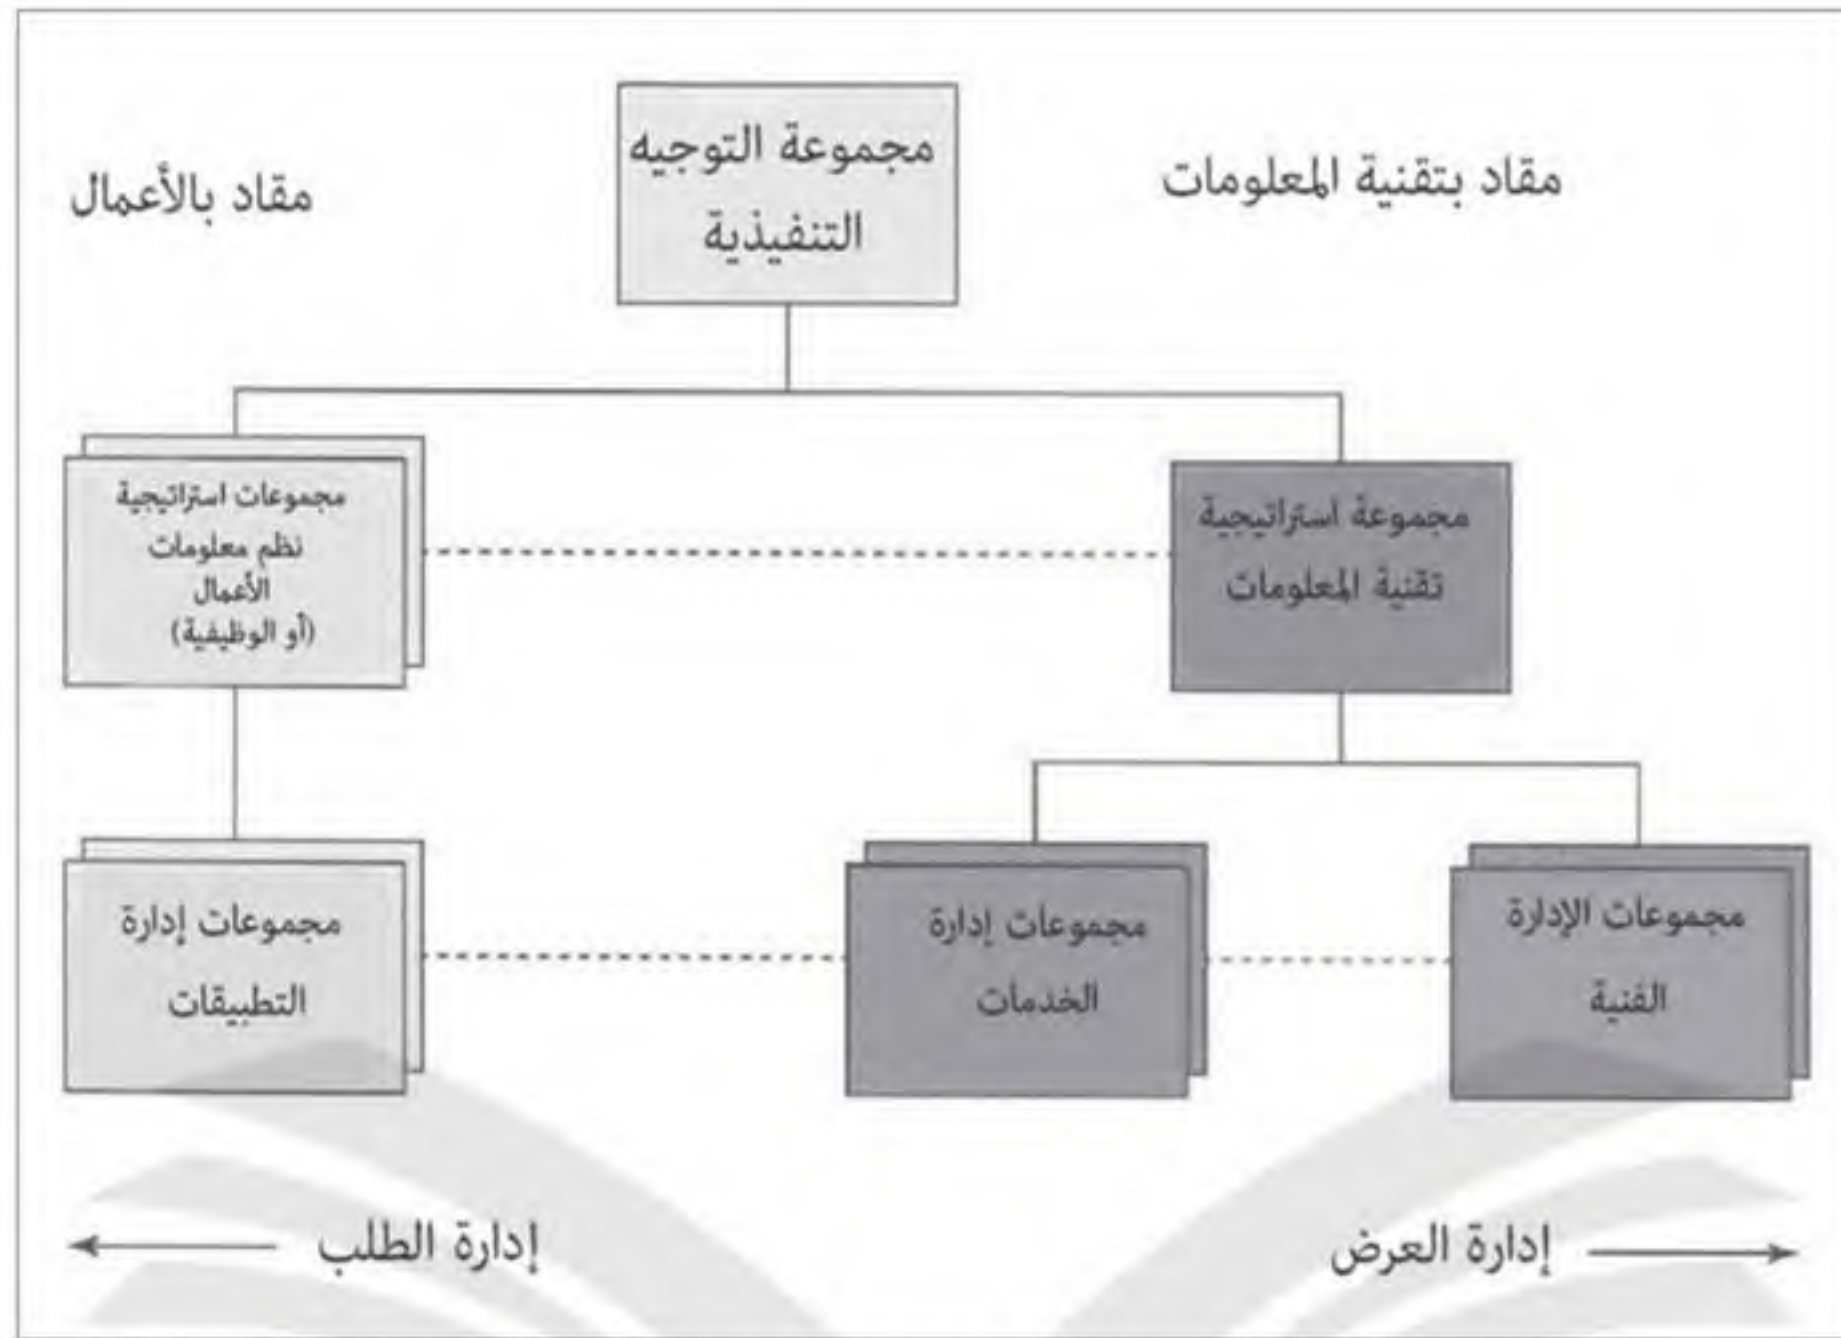 مجموعة التوجيه
التنفيذية
مقاد بتقنية المعلومات
مقاد بالأعمال
مجموعة استراتيجية
تقنية المعلومات
مجموعات استراتيجية
نظم معلومات
الأعمال
(أو الوظيفية)
مجموعات الإدارة
الفنية
مجموعات إدارة
الخدمات
مجموعات إدارة
التطبيقات
إدارة العرض
إدارة الطلب